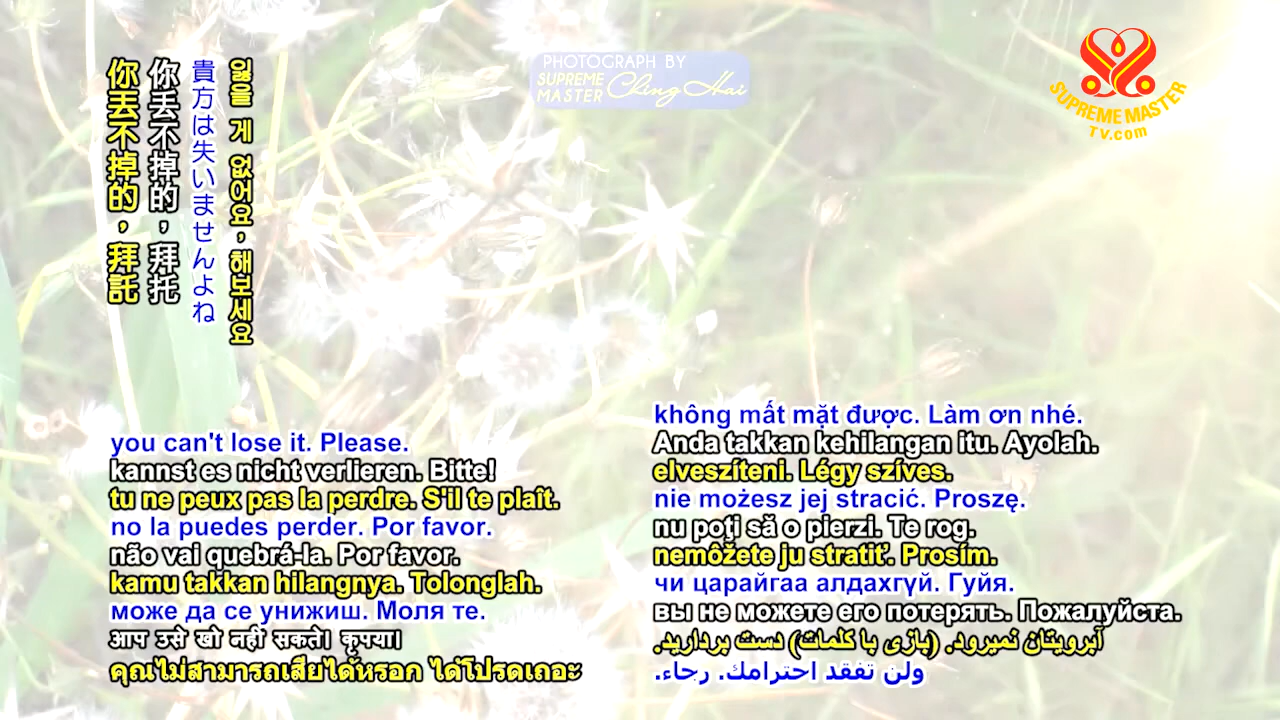 PHOTOGRAPH BY
SUPREME MASTER Ching Hai
SUPREME MASTER
TV.com
你丟不掉的，拜託
你丢不掉的，拜托
貴方は失いませんよね
잃을 게 없어요, 해보세요
you can't lose it. Please.
kannst es nicht verlieren. Bitte!
tu ne peux pas la perdre. S'il te plaît.
no la puedes perder. Por favor.
não vai quebrá-la. Por favor.
kamu takkan hilangnya. Tolonglah.
може да се унижиш. Моля те.
आप उसे खो नहीं सकते। कृपया।
คุณไม่สามารถเสียได้หรอก ได้โปรดเถอะ
không mất mặt được. Làm ơn nhé.
Anda takkan kehilangan itu. Ayolah.
elveszíteni. Légy szíves.
nie możesz jej stracić. Proszę.
nu poţi să o pierzi. Te rog.
nemôžete ju stratiť. Prosím.
чи царайгаа алдахгүй. Гуйя.
вы не можете его потерять. Пожалуйста.
آبرویتان نمیرود. (بازی با کلمات) دست بردارید.
ولن تفقد احترامك. رجاء.